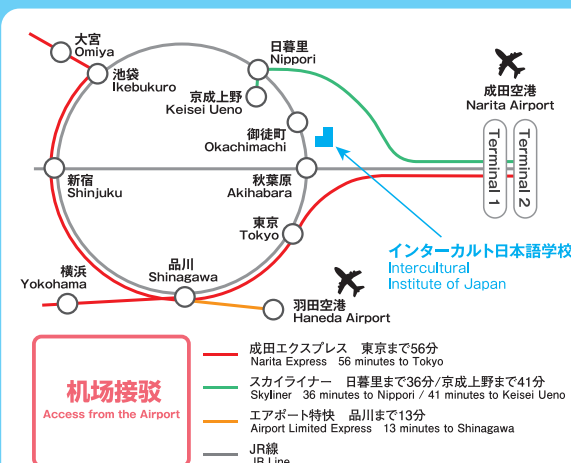 大宮
Omiya
池袋
Ikebukuro
日暮里
Nippori
京成上野
Keisei Ueno
御徒町
Okachimachi
成田空港
Narita Airport
Terminal 1
Terminal 2
新宿
Shinjuku
秋葉原
Akihabara
東京
Tokyo
品川
Shinagawa
横浜
Yokohama
羽田空港
Haneda Airport
インターカルト日本語学校
Intercultural
Institute of Japan
机场接驳
Access from the Airport
成田エクスプレス 東京まで56分
Narita Express 56 minutes to Tokyo
スカイライナー 日暮里まで36分/京成上野まで41分
Skyliner 36 minutes to Nippori / 41 minutes to Keisei Ueno
エアポート特快 品川まで13分
Airport Limited Express 13 minutes to Shinagawa
JR線
JR Line